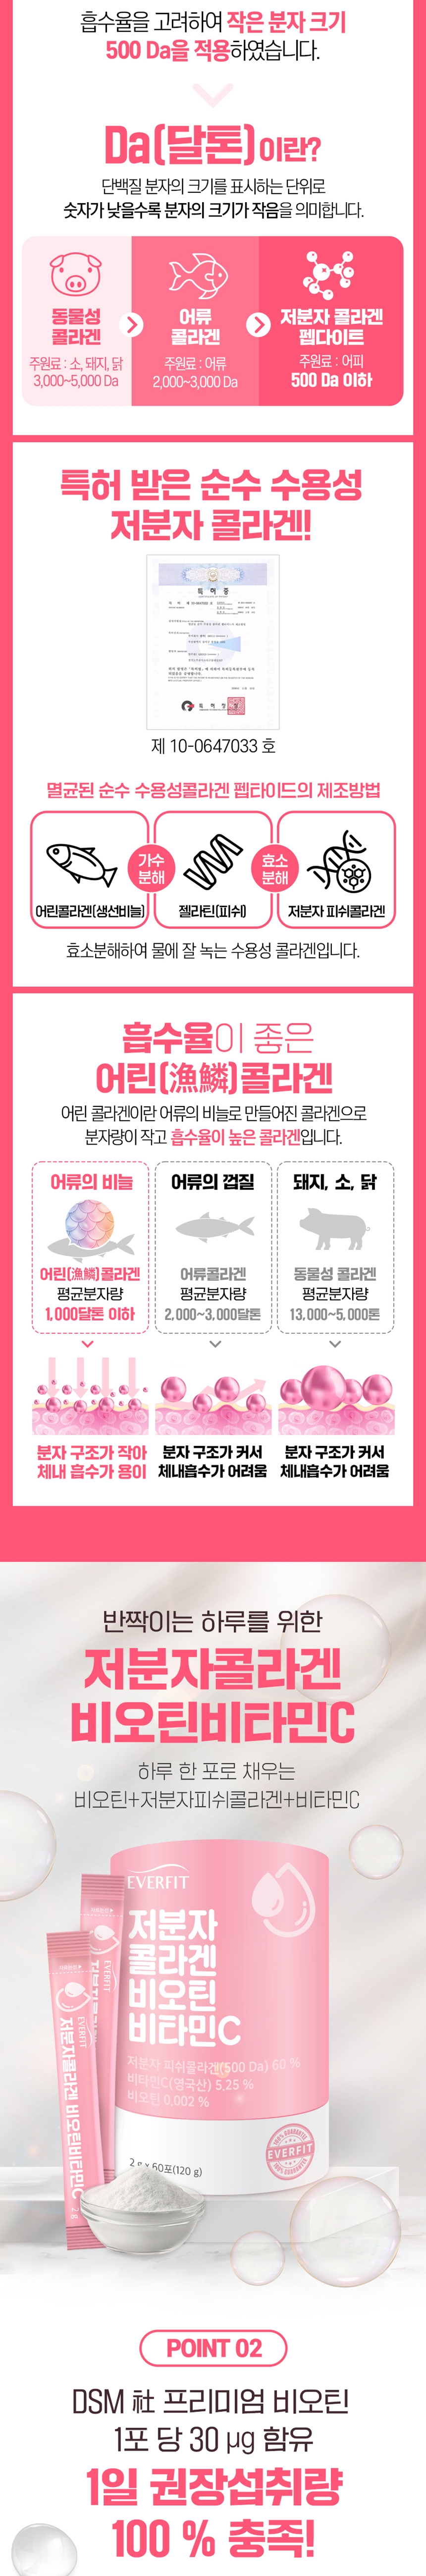 흡수율을 고려하여 작은 분자 크기
500 Da을 적용하였습니다.
Da(달톤)이란?
단백질 분자의 크기를 표시하는 단위로
숫자가 낮을수록 분자의 크기가 작음을 의미합니다.
동물성
콜라겐
주원료 : 소, 돼지, 닭
3,000~5,000 Da
어류
콜라겐
주원료 : 어류
2,000~3,000 Da
저분자 콜라겐
펩다이트
주원료 : 어피
500 Da 이하
특허 받은 순수 수용성
저분자 콜라겐!
특허증
제 10-0647033 호
멸균된 순수 수용성콜라겐 펩타이드의 제조방법
어린콜라겐(생선비늘)
가수
분해
젤라틴(피쉬)
효소
분해
저분자 피쉬콜라겐
효소분해하여 물에 잘 녹는 수용성 콜라겐입니다.
흡수율이 좋은
어린(漁鱗)콜라겐
어린 콜라겐이란 어류의 비늘로 만들어진 콜라겐으로
분자량이 작고 흡수율이 높은 콜라겐입니다.
어류의 비늘
어린(漁鱗)콜라겐
평균분자량
1,000달톤 이하
어류의 껍질
어류콜라겐
평균분자량
2,000~3,000달톤
돼지, 소, 닭
동물성 콜라겐
평균분자량
13,000~5,000톤
분자 구조가 작아
체내 흡수가 용이
분자 구조가 커서
체내흡수가 어려움
분자 구조가 커서
체내흡수가 어려움
반짝이는 하루를 위한
저분자콜라겐
비오틴비타민C
하루 한 포로 채우는
비오틴+저분자피쉬콜라겐+비타민C
EVERFIT
저분자
콜라겐
비오틴
비타민C
저분자 피쉬콜라겐(500 Da) 60 %
비타민C(영국산) 5.25 %
비오틴 0.002 %
2 g x 60포(120 g)
EVERFIT
EVERFIT
저분자콜라겐 비오틴비타민C
2 g
POINT 02
DSM 社 프리미엄 비오틴
1포 당 30 µg 함유
1일 권장섭취량
100 % 충족!